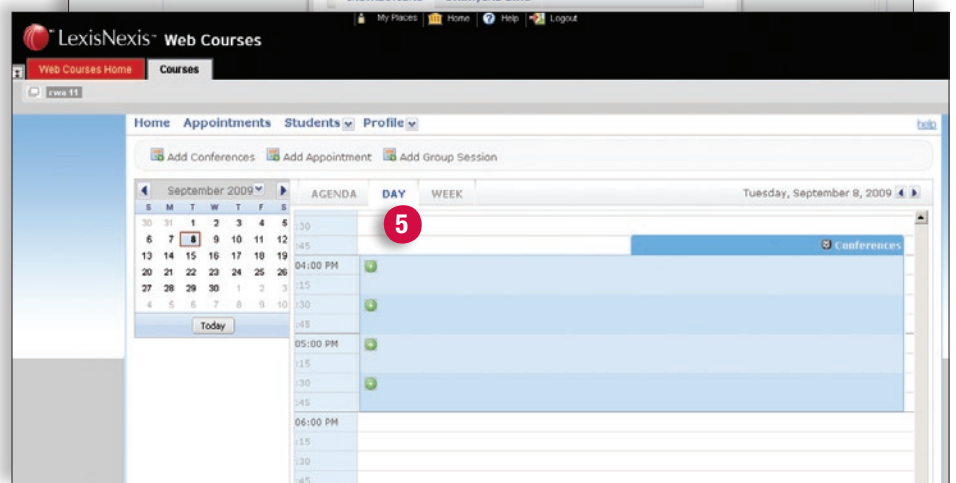 My Places Home Help Logout
LexisNexis™ Web Courses
Web Courses Home Courses
rwa 11
Home Appointments Students Profile help
Add Conferences Add Appointment Add Group Session
September 2009 AGENDA DAY WEEK Tuesday, September 8, 2009
S M T W T F S
30 31 1 2 3 4 5 :30
5
6 7 8 9 10 11 12 :45 Conferences
13 14 15 16 17 18 19 04:00 PM
20 21 22 23 24 25 26 :15
27 28 29 30 1 2 3
4 5 6 7 8 9 10 :30
Today :45
05:00 PM
:15
:30
:45
06:00 PM
:15
:30
:45